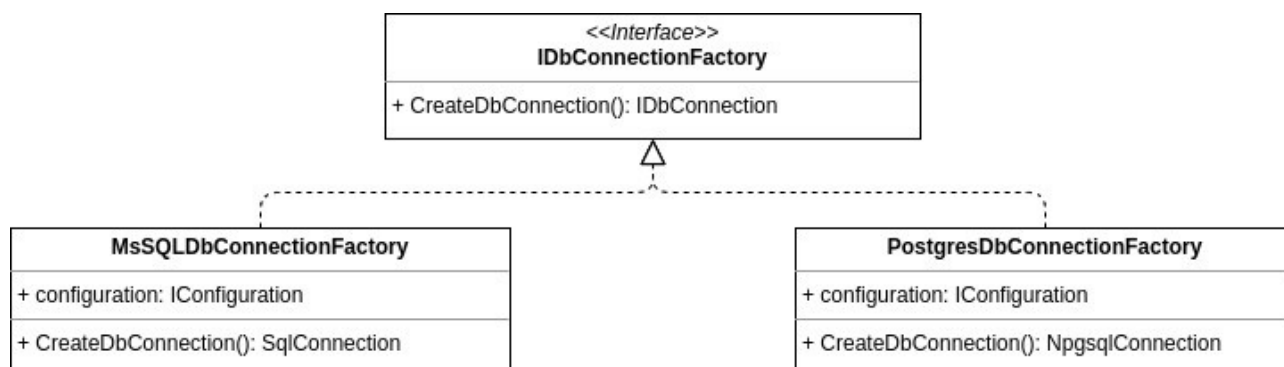 <<Interface>>
IDbConnectionFactory
+ CreateDbConnection(): IDbConnection
MsSQLDbConnectionFactory
+ configuration: IConfiguration
+ CreateDbConnection(): SqlConnection
PostgresDbConnectionFactory
+ configuration: IConfiguration
+ CreateDbConnection(): NpgsqlConnection